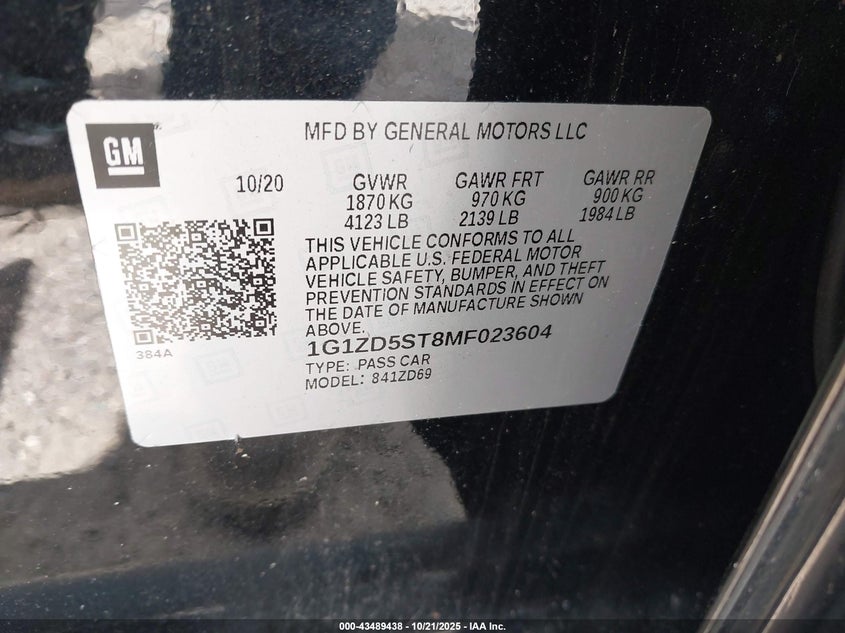 GM
MFD BY GENERAL MOTORS LLC
10/20 GVWR GAWR FRT GAWR RR
1870 KG 970 KG 900 KG
4123 LB 2139 LB 1984 LB
THIS VEHICLE CONFORMS TO ALL
APPLICABLE U.S. FEDERAL MOTOR
VEHICLE SAFETY, BUMPER, AND THEFT
PREVENTION STANDARDS IN EFFECT ON
THE DATE OF MANUFACTURE SHOWN
ABOVE.
384A
1G1ZD5ST8MF023604
TYPE: PASS CAR
MODEL: 841ZD69
000-43489438 - 10/21/2025 - IAA Inc.